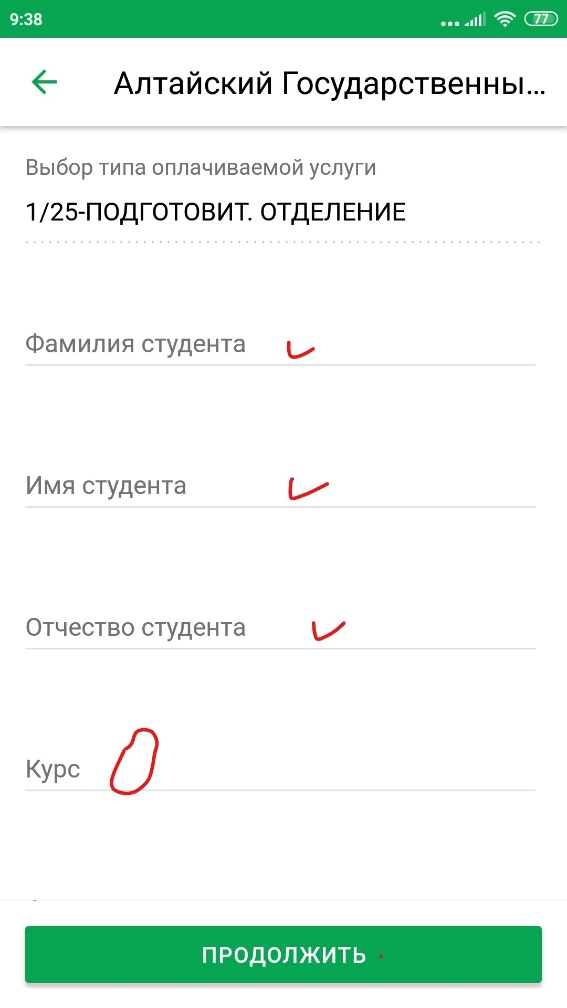 9:38
77
Алтайский Государственны...
Выбор типа оплачиваемой услуги
1/25-ПОДГОТОВИТ. ОТДЕЛЕНИЕ
Фамилия студента
Имя студента
Отчество студента
Курс
ПРОДОЛЖИТЬ